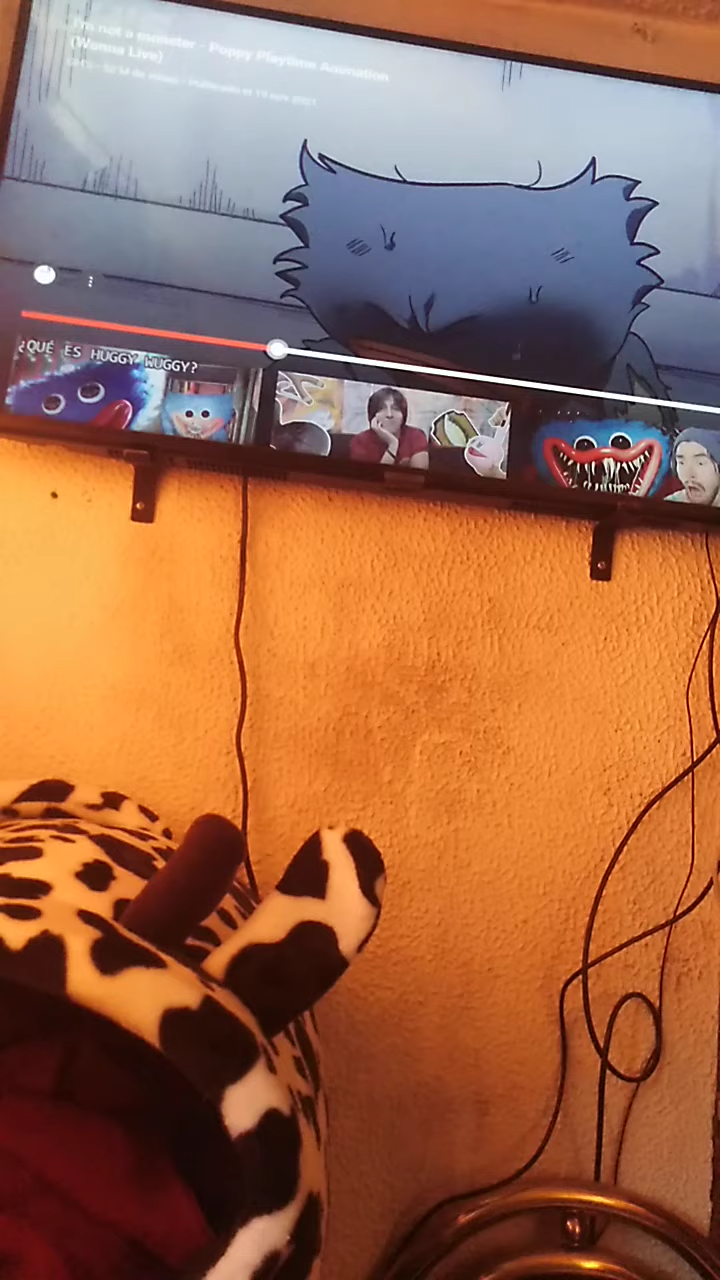 I'm not a monster - Poppy Playtime Animation
(Wanna Live)
¿QUÉ ES HUGGY WUGGY?